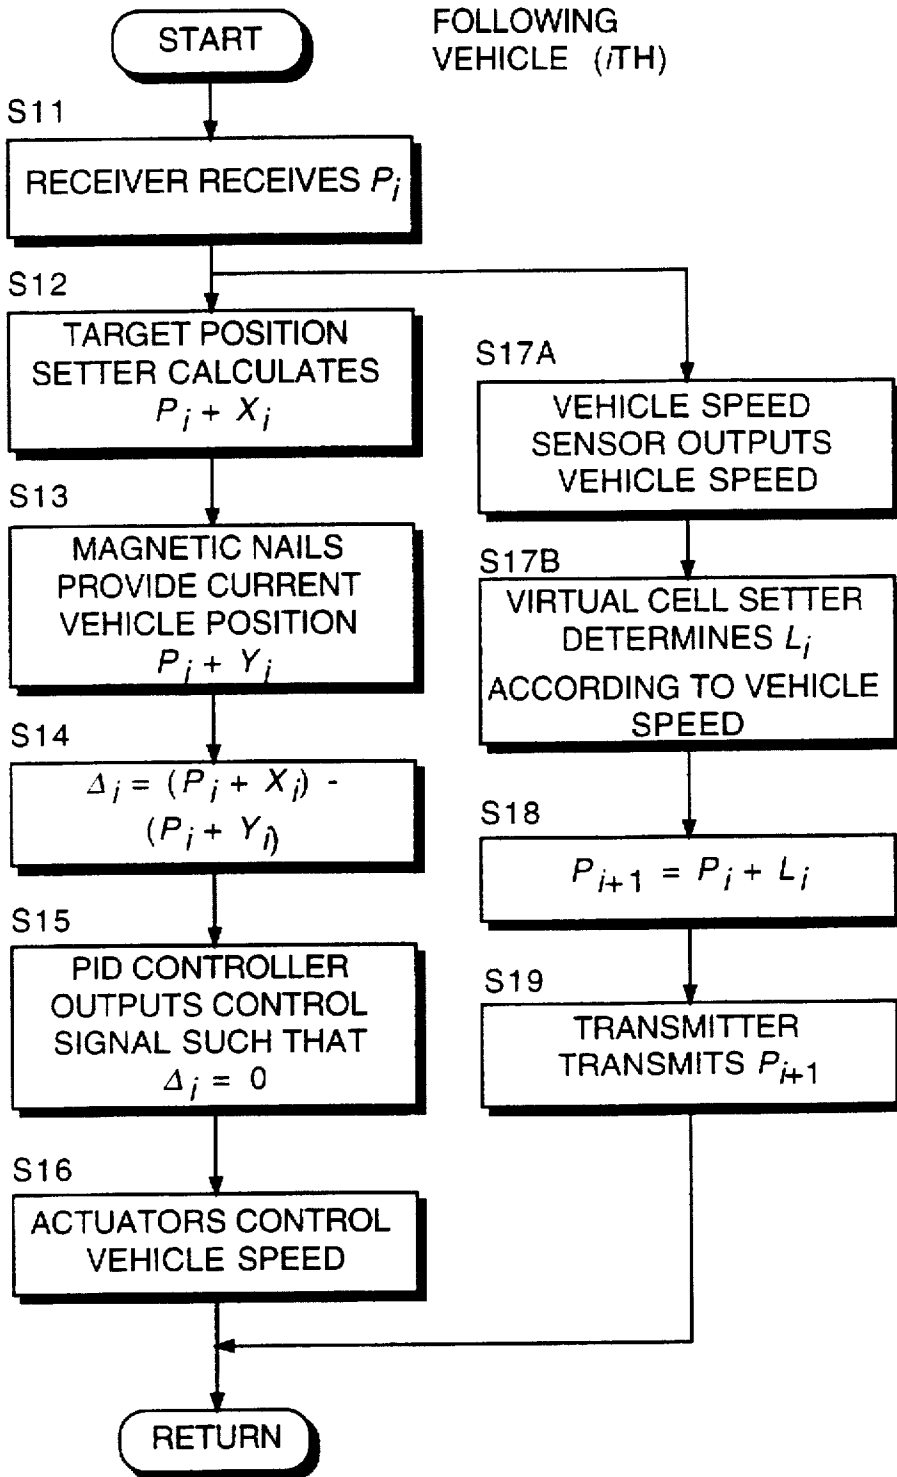 START
FOLLOWING
VEHICLE (iTH)
S11
RECEIVER RECEIVES Pi
S12
TARGET POSITION
SETTER CALCULATES
Pi + Xi
S13
MAGNETIC NAILS
PROVIDE CURRENT
VEHICLE POSITION
Pi + Yi
S14
Δi = (Pi + Xi) -
(Pi + Yi)
S15
PID CONTROLLER
OUTPUTS CONTROL
SIGNAL SUCH THAT
Δi = 0
S16
ACTUATORS CONTROL
VEHICLE SPEED
S17A
VEHICLE SPEED
SENSOR OUTPUTS
VEHICLE SPEED
S17B
VIRTUAL CELL SETTER
DETERMINES Li
ACCORDING TO VEHICLE
SPEED
S18
Pi+1 = Pi + Li
S19
TRANSMITTER
TRANSMITS Pi+1
RETURN